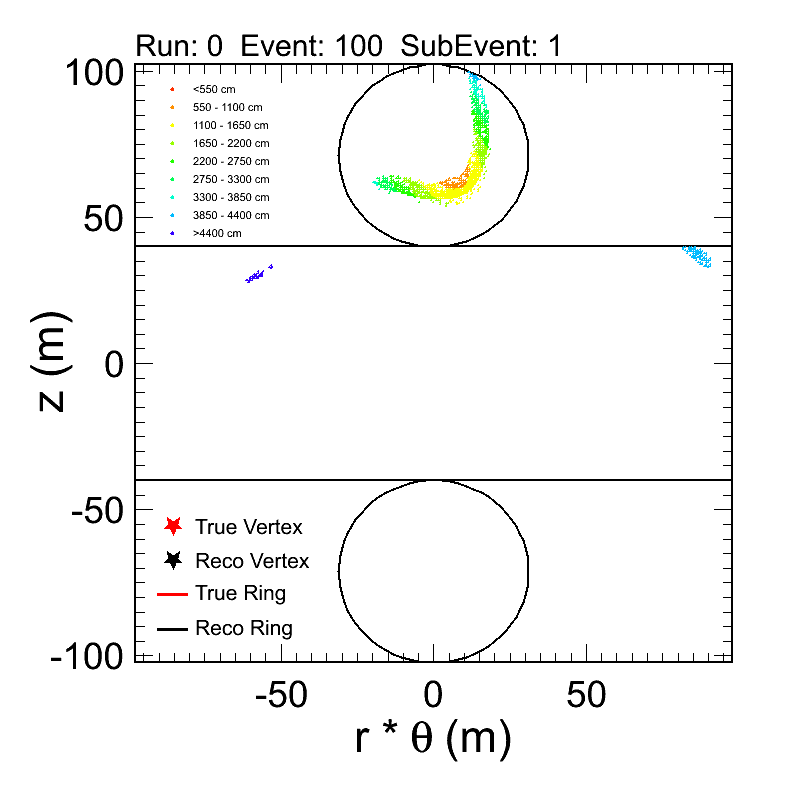 Run: 0  Event: 100  SubEvent: 1
100
<550 cm
550 - 1100 cm
1100 - 1650 cm
1650 - 2200 cm
2200 - 2750 cm
2750 - 3300 cm
3300 - 3850 cm
3850 - 4400 cm
>4400 cm
50
0
-50
-100
z (m)
True Vertex
Reco Vertex
True Ring
Reco Ring
-50 0 50
r * θ (m)